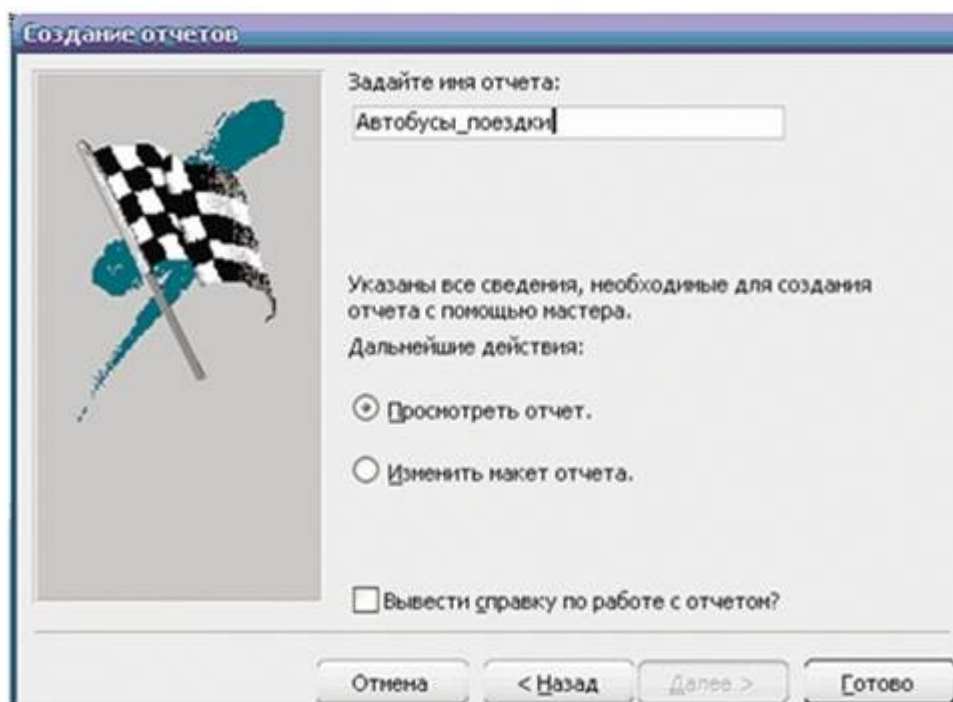 Создание отчетов
Задайте имя отчета:
Автобусы_поездки
Указаны все сведения, необходимые для создания
отчета с помощью мастера.
Дальнейшие действия:
Просмотреть отчет.
Изменить макет отчета.
Вывести справку по работе с отчетом?
Отмена
< Назад
Далее >
Готово